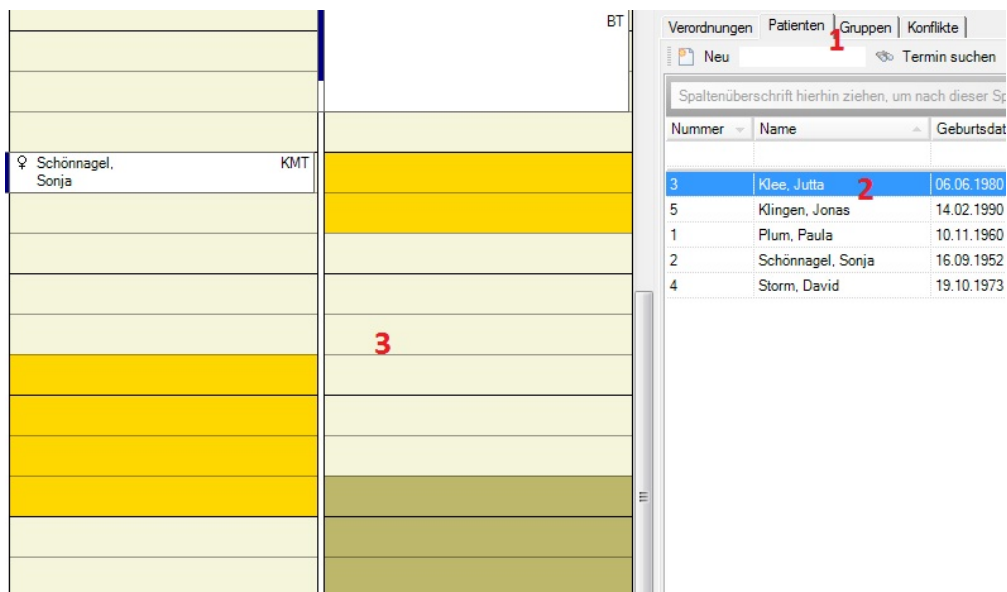 BT
♀ Schönnagel, Sonja KMT
3
Verordnungen Patienten Gruppen Konflikte
1
Neu Termin suchen
Spaltenüberschrift hierhin ziehen, um nach dieser
Nummer Name Geburtsdat
3 Klee, Jutta 06.06.1980
2
5 Klingen, Jonas 14.02.1990
1 Plum, Paula 10.11.1960
2 Schönnagel, Sonja 16.09.1952
4 Storm, David 19.10.1973